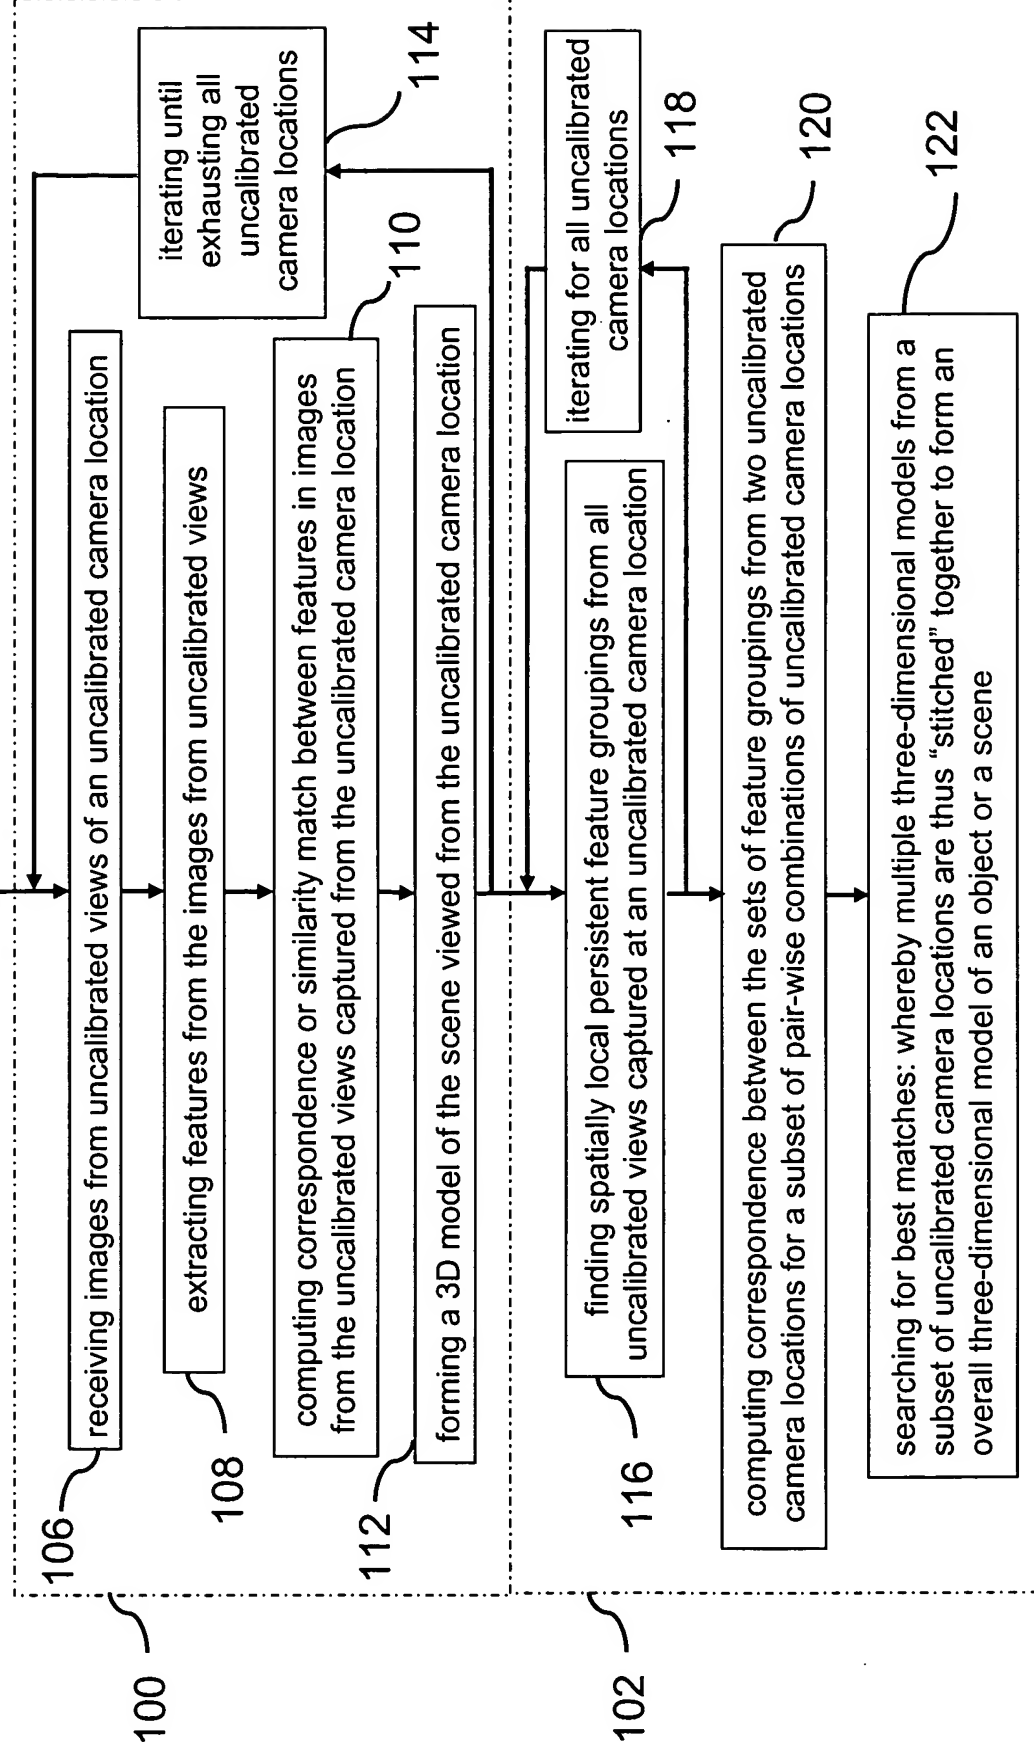 100
106
receiving images from uncalibrated views of an uncalibrated camera location
108
extracting features from the images from uncalibrated views
computing correspondence or similarity match between features in images
from the uncalibrated views captured from the uncalibrated camera location
110
112
forming a 3D model of the scene viewed from the uncalibrated camera location
iterating until
exhausting all
uncalibrated
camera locations
114
102
116
finding spatially local persistent feature groupings from all
uncalibrated views captured at an uncalibrated camera location
iterating for all uncalibrated
camera locations
118
computing correspondence between the sets of feature groupings from two uncalibrated
camera locations for a subset of pair-wise combinations of uncalibrated camera locations
120
searching for best matches: whereby multiple three-dimensional models from a
subset of uncalibrated camera locations are thus “stitched” together to form an
overall three-dimensional model of an object or a scene
122